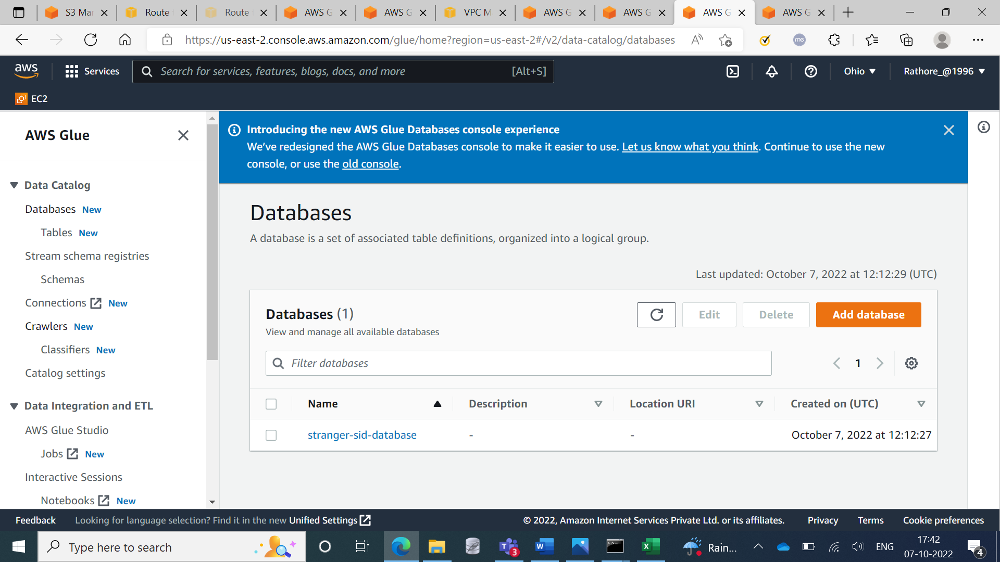 S3 Mar
Route
Route
AWS G
AWS G
VPC M
AWS G
AWS G
AWS G
AWS G
https://us-east-2.console.aws.amazon.com/glue/home?region=us-east-2#/v2/data-catalog/databases
me
aws
Services
Search for services, features, blogs, docs, and more
[Alt+S]
Ohio
Rathore_@1996
EC2
AWS Glue
Data Catalog
Databases New
Tables New
Stream schema registries
Schemas
Connections New
Crawlers New
Classifiers New
Catalog settings
Data Integration and ETL
AWS Glue Studio
Jobs New
Interactive Sessions
Notebooks New
Introducing the new AWS Glue Databases console experience
We've redesigned the AWS Glue Databases console to make it easier to use. Let us know what you think. Continue to use the new
console, or use the old console.
Databases
A database is a set of associated table definitions, organized into a logical group.
Last updated: October 7, 2022 at 12:12:29 (UTC)
Databases (1)
View and manage all available databases
Edit
Delete
Add database
Filter databases
1
Name
Description
Location URI
Created on (UTC)
stranger-sid-database
-
-
October 7, 2022 at 12:12:27
Feedback
Looking for language selection? Find it in the new Unified Settings
© 2022, Amazon Internet Services Private Ltd. or its affiliates.
Privacy
Terms
Cookie preferences
Type here to search
3
Rain...
ENG
17:42
07-10-2022
4